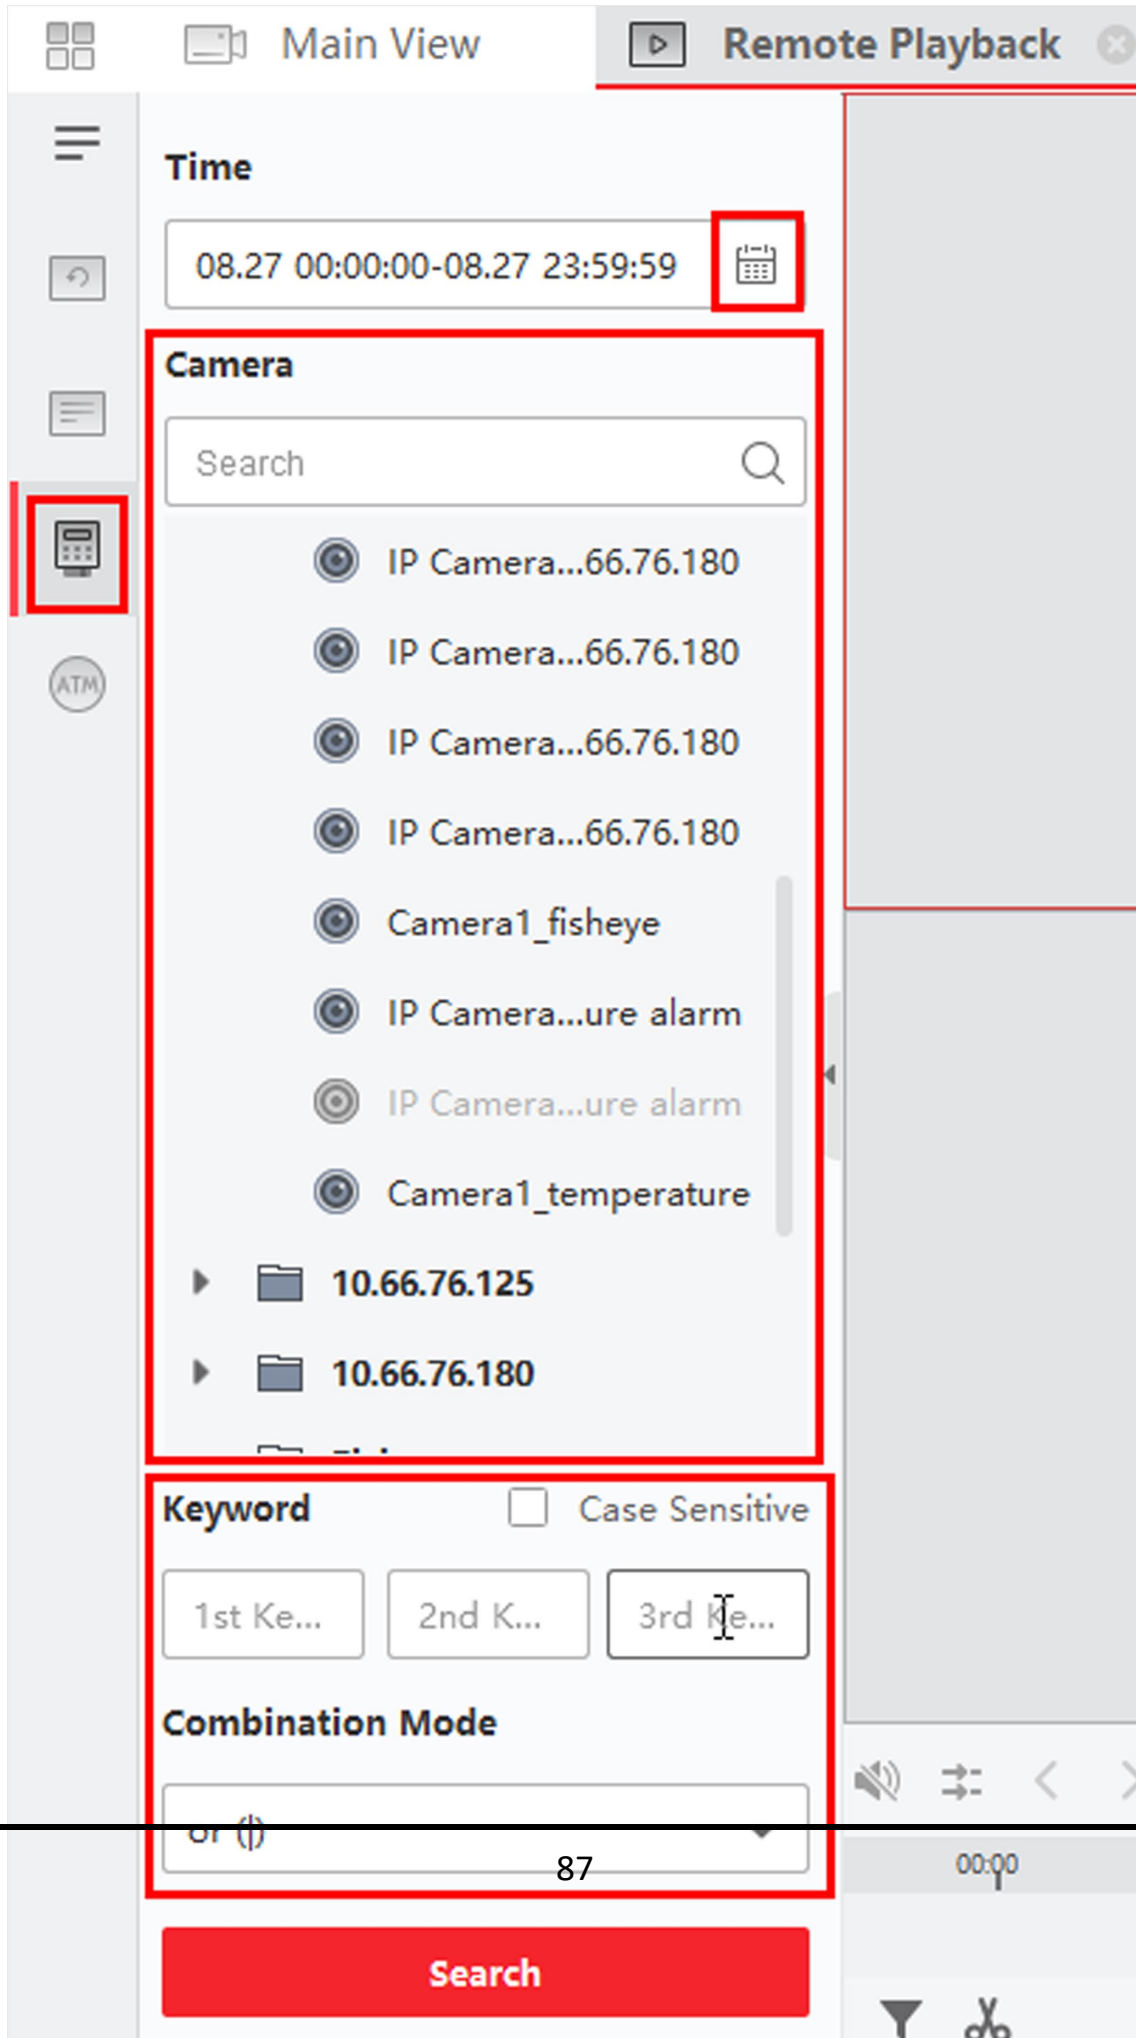 Main View
Remote Playback
Time
08.27 00:00:00-08.27 23:59:59
Camera
Search
IP Camera...66.76.180
IP Camera...66.76.180
IP Camera...66.76.180
IP Camera...66.76.180
Camera1_fisheye
IP Camera...ure alarm
IP Camera...ure alarm
Camera1_temperature
10.66.76.125
10.66.76.180
ATM
Keyword
Case Sensitive
1st Ke...
2nd K...
3rd Ke...
Combination Mode
or (|)
87
00:00
Search